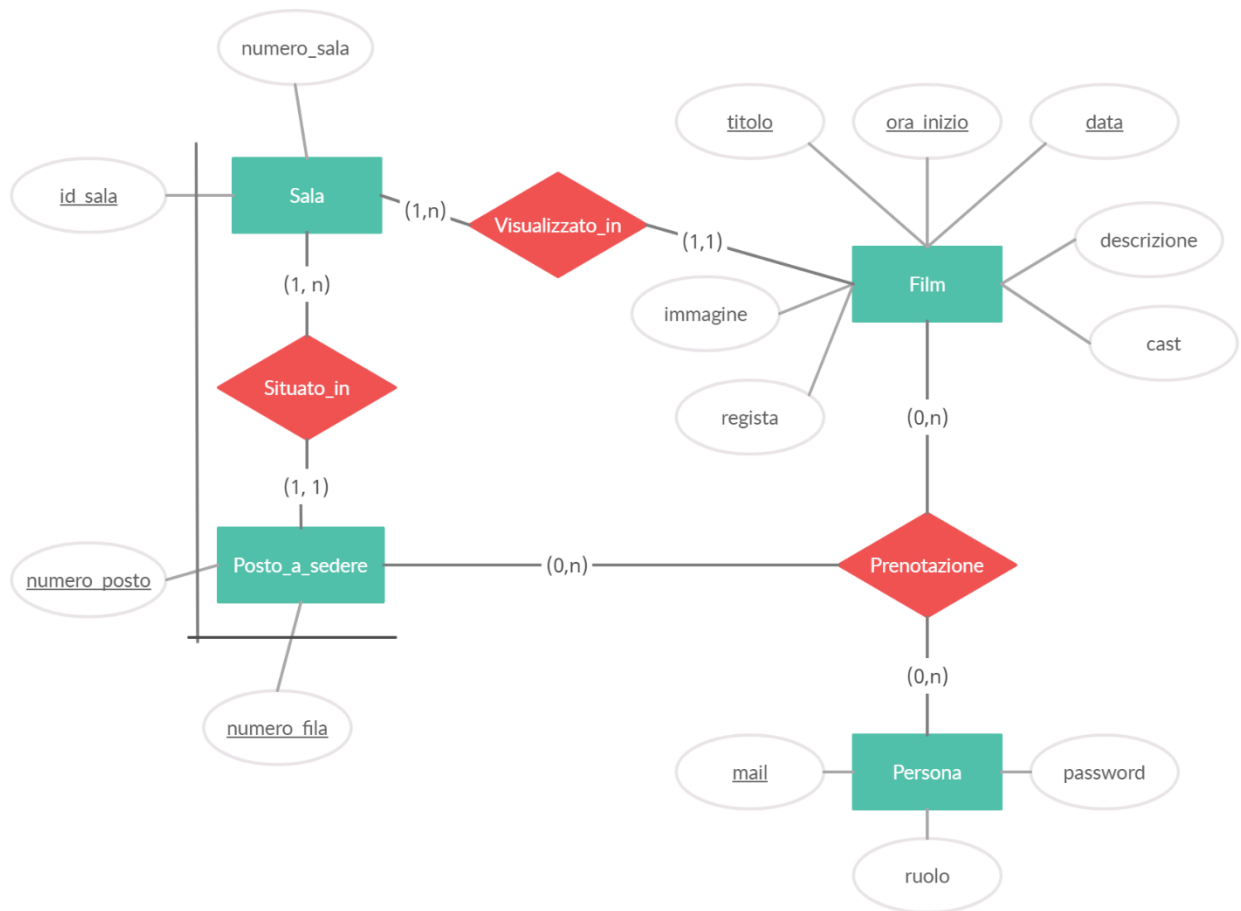 numero_sala
titolo
ora_inizio
data
id_sala
Sala
(1,n)
Visualizzato_in
(1,1)
descrizione
Film
immagine
cast
(1, n)
Situato_in
regista
(0,n)
(1, 1)
numero_posto
Posto_a_sedere
(0,n)
Prenotazione
(0,n)
numero_fila
mail
Persona
password
ruolo